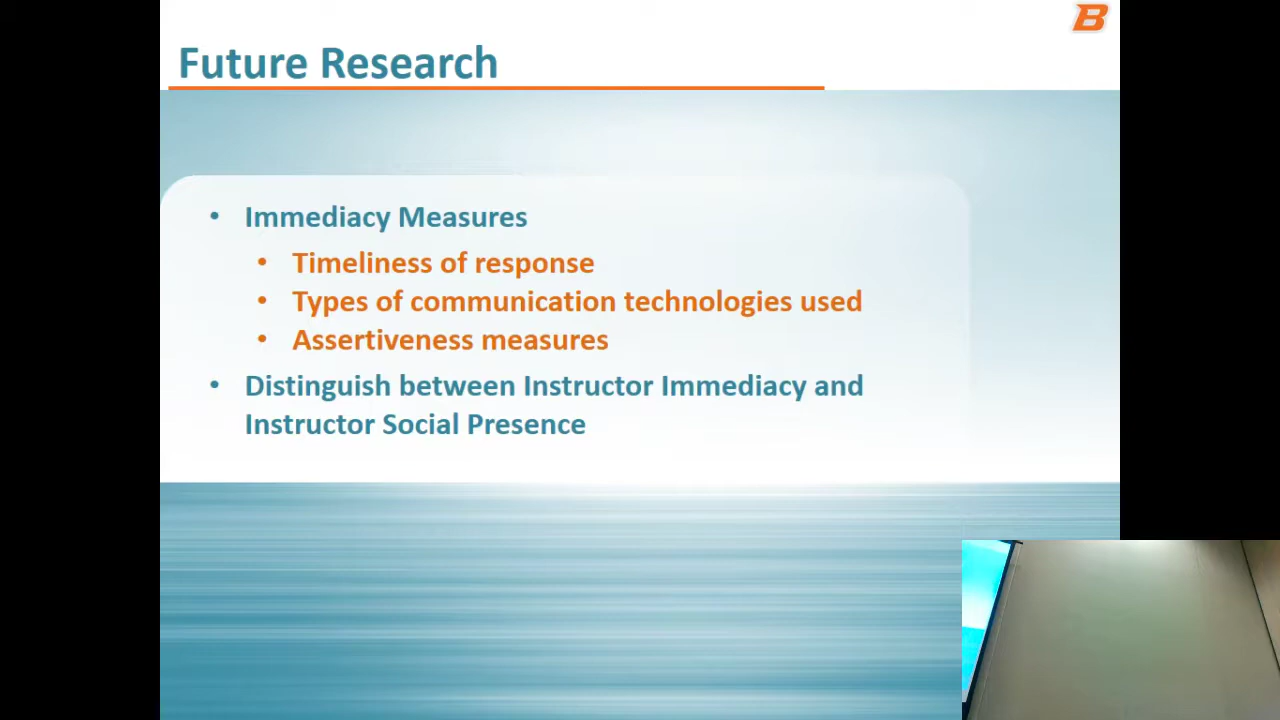 B
Future Research
• Immediacy Measures
• Timeliness of response
• Types of communication technologies used
• Assertiveness measures
• Distinguish between Instructor Immediacy and
Instructor Social Presence